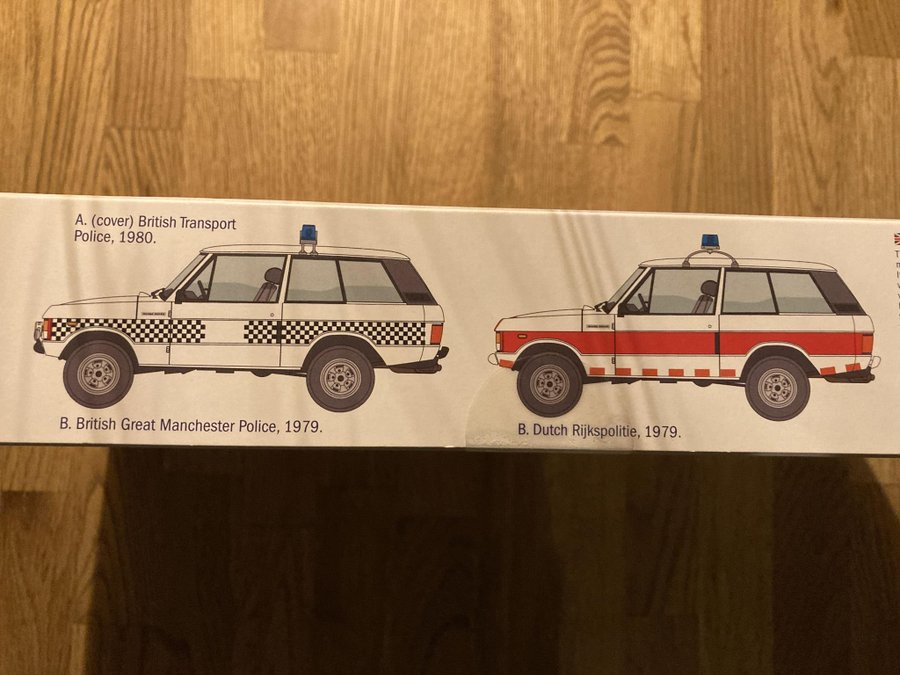 A. (cover) British Transport
Police, 1980.
B. British Great Manchester Police, 1979.
B. Dutch Rijkspolitie, 1979.